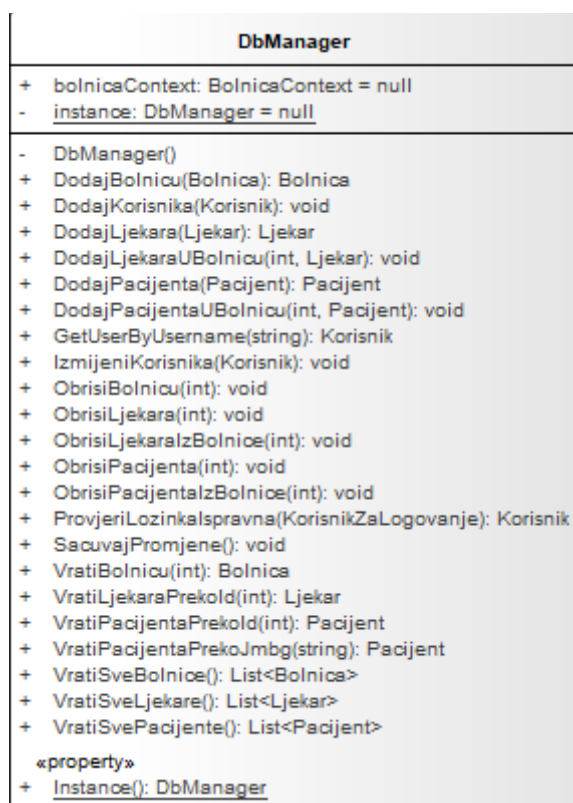 DbManager
+ bolnicaContext: BolnicaContext = null
- instance: DbManager = null
- DbManager()
+ DodajBolnicu(Bolnica): Bolnica
+ DodajKorisnika(Korisnik): void
+ DodajLjekara(Ljekar): Ljekar
+ DodajLjekaraUBolnicu(int, Ljekar): void
+ DodajPacijenta(Pacijent): Pacijent
+ DodajPacijentaUBolnicu(int, Pacijent): void
+ GetUserByUsername(string): Korisnik
+ IzmijeniKorisnika(Korisnik): void
+ ObrisiBolnicu(int): void
+ ObrisiLjekara(int): void
+ ObrisiLjekaraIzBolnice(int): void
+ ObrisiPacijenta(int): void
+ ObrisiPacijentaIzBolnice(int): void
+ ProvjeriLozinkaIspravna(KorisnikZaLogovanje): Korisnik
+ SacuvajPromjene(): void
+ VratiBolnicu(int): Bolnica
+ VratiLjekaraPrekoId(int): Ljekar
+ VratiPacijentaPrekoId(int): Pacijent
+ VratiPacijentaPrekoJmbg(string): Pacijent
+ VratiSveBolnice(): List<Bolnica>
+ VratiSveLjekare(): List<Ljekar>
+ VratiSvePacijente(): List<Pacijent>
«property»
+ Instance(): DbManager